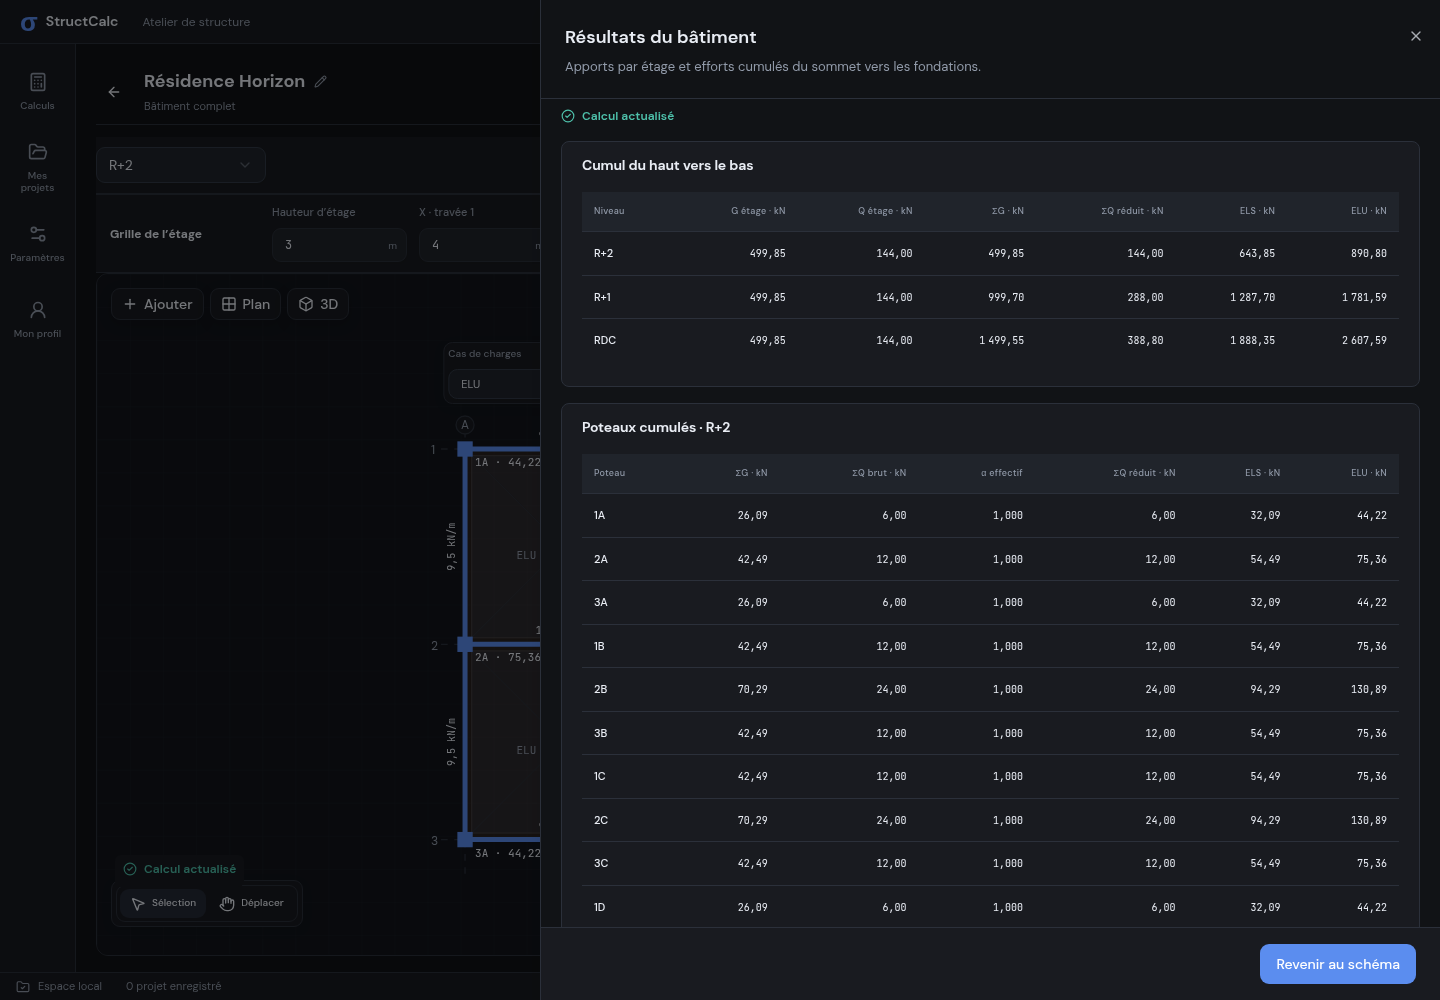 StructCalc
Atelier de structure
Calculs
Mes
projets
Paramètres
Mon profil
Résidence Horizon
Bâtiment complet
R+2
Grille de l’étage
Hauteur d’étage
X · travée 1
3 m
4
Ajouter
Plan
3D
Cas de charges
ELU
A
1
1A · 44,22
9,5 kN/m
ELU
2
2A · 75,36
9,5 kN/m
ELU
3
3A · 44,22
Calcul actualisé
Sélection
Déplacer
Espace local
0 projet enregistré
Résultats du bâtiment
Apports par étage et efforts cumulés du sommet vers les fondations.
Calcul actualisé
Cumul du haut vers le bas
Niveau G étage · kN Q étage · kN ΣG · kN ΣQ réduit · kN ELS · kN ELU · kN
R+2 499,85 144,00 499,85 144,00 643,85 890,80
R+1 499,85 144,00 999,70 288,00 1 287,70 1 781,59
RDC 499,85 144,00 1 499,55 388,80 1 888,35 2 607,59
Poteaux cumulés · R+2
Poteau ΣG · kN ΣQ brut · kN α effectif ΣQ réduit · kN ELS · kN ELU · kN
1A 26,09 6,00 1,000 6,00 32,09 44,22
2A 42,49 12,00 1,000 12,00 54,49 75,36
3A 26,09 6,00 1,000 6,00 32,09 44,22
1B 42,49 12,00 1,000 12,00 54,49 75,36
2B 70,29 24,00 1,000 24,00 94,29 130,89
3B 42,49 12,00 1,000 12,00 54,49 75,36
1C 42,49 12,00 1,000 12,00 54,49 75,36
2C 70,29 24,00 1,000 24,00 94,29 130,89
3C 42,49 12,00 1,000 12,00 54,49 75,36
1D 26,09 6,00 1,000 6,00 32,09 44,22
Revenir au schéma